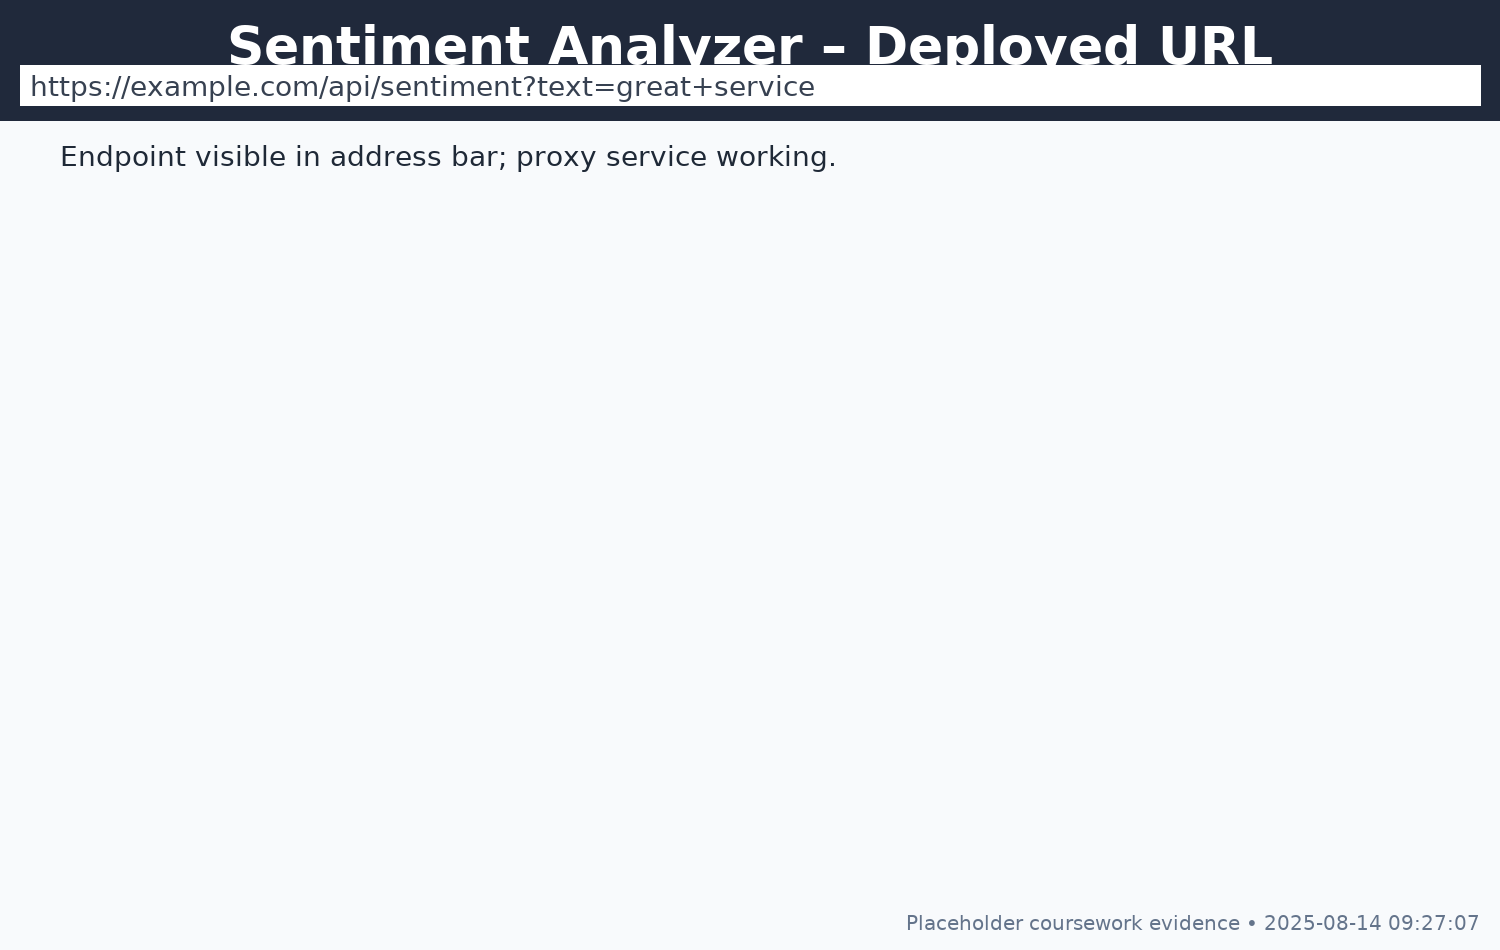 Sentiment Analyzer – Deployed URL
https://example.com/api/sentiment?text=great+service
Endpoint visible in address bar; proxy service working.
Placeholder coursework evidence • 2025-08-14 09:27:07